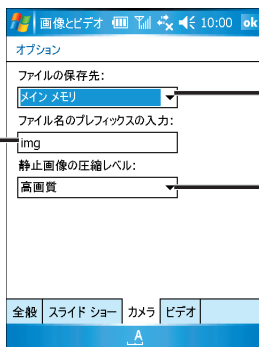 画像とビデオ 10:00 ok
オプション
ファイルの保存先:
メイン メモリ
ファイル名のプレフィックスの入力:
img
静止画像の圧縮レベル:
高画質
全般 スライド ショー カメラ ビデオ
A